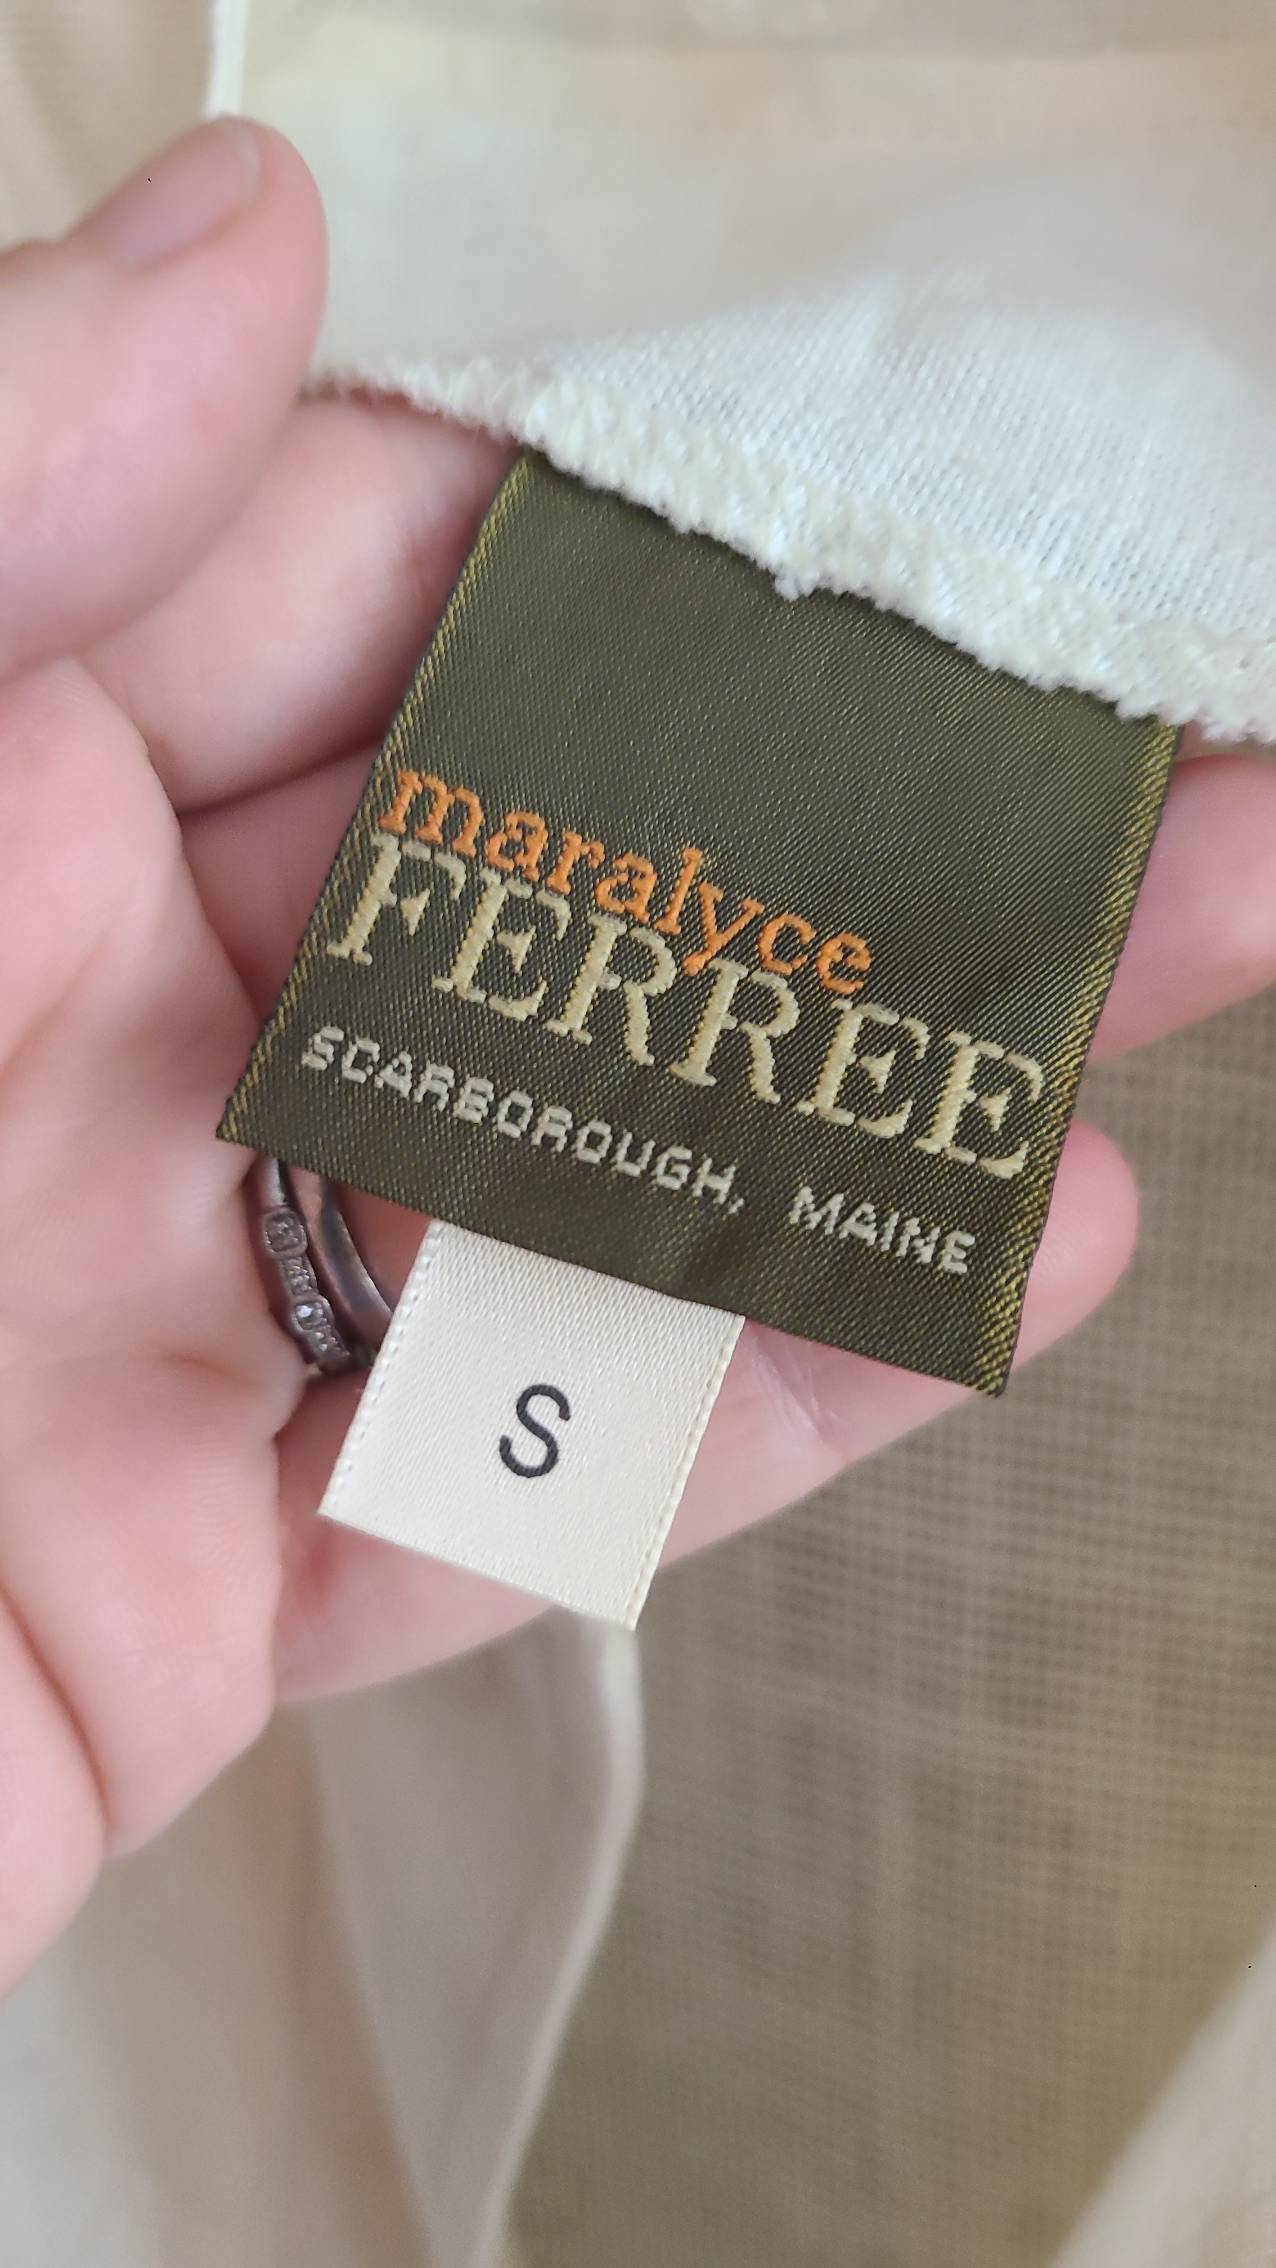 maralyce
FERREE
SCARBOROUGH, MAINE
S